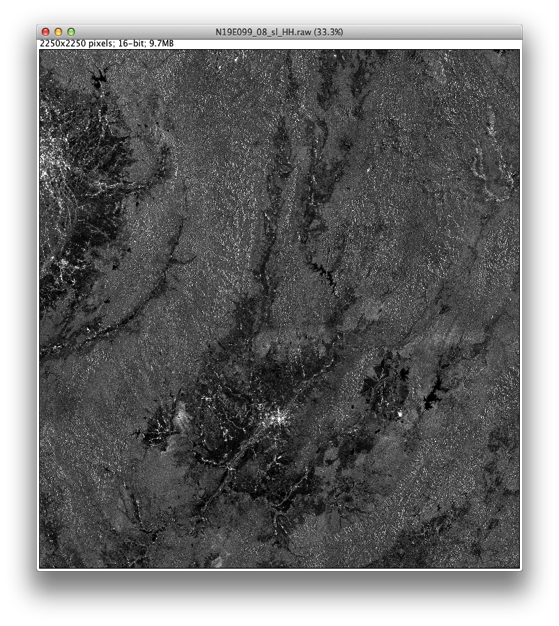 N19E099_08_sl_HH.raw (33.3%)
2250x2250 pixels; 16-bit; 9.7MB